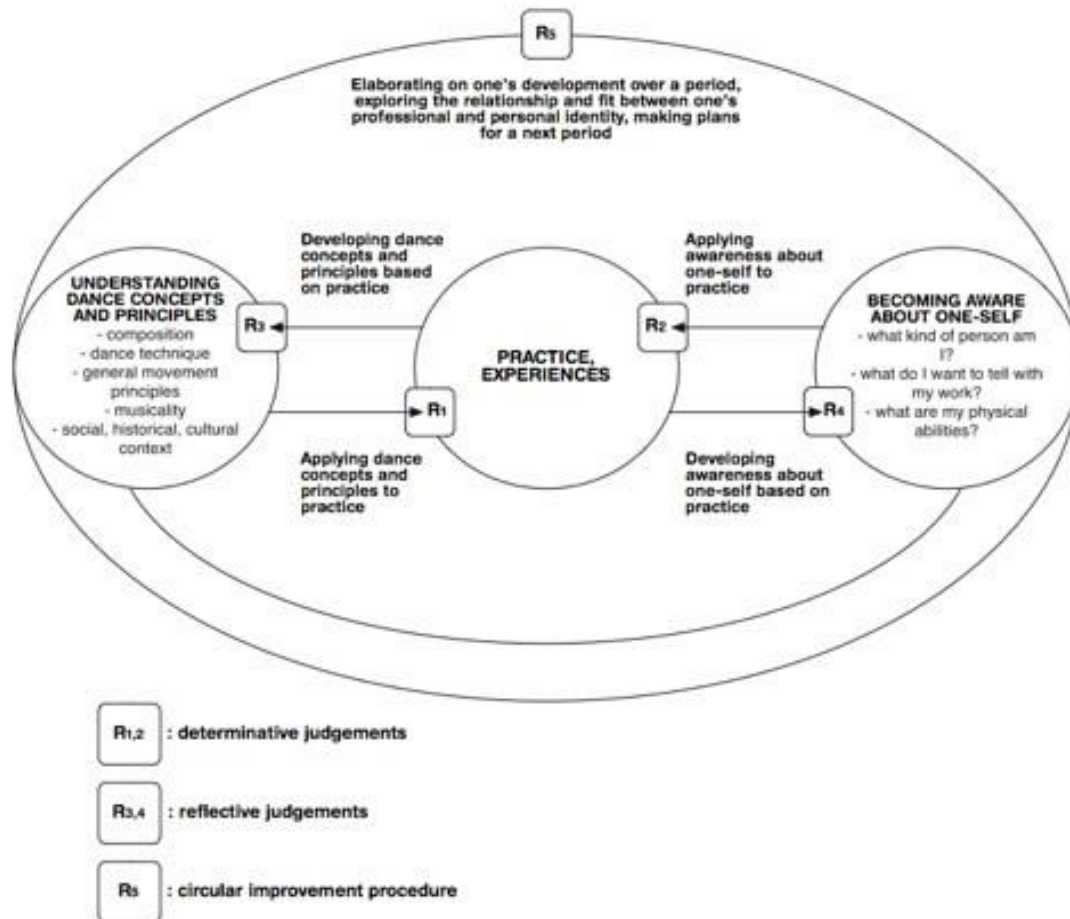 R5
Elaborating on one's development over a period,
exploring the relationship and fit between one's
professional and personal identity, making plans
for a next period
Developing dance
concepts and
principles based
on practice
Applying
awareness about
one-self to
practice
UNDERSTANDING
DANCE CONCEPTS
AND PRINCIPLES
- composition
- dance technique
- general movement
principles
- musicality
- social, historical, cultural
context
R3
R1
PRACTICE,
EXPERIENCES
R2
R4
BECOMING AWARE
ABOUT ONE-SELF
- what kind of person am
I?
- what do I want to tell with
my work?
- what are my physical
abilities?
Applying dance
concepts and
principles to
practice
Developing
awareness about
one-self based on
practice
R1,2 : determinative judgements
R3,4 : reflective judgements
R5 : circular improvement procedure